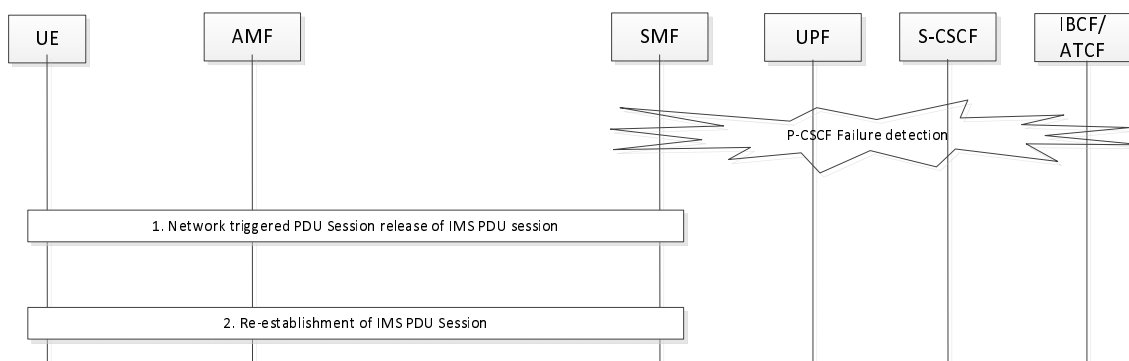 UE
AMF
SMF
UPF
S-CSCF
IBCF/
ATCF
P-CSCF Failure detection
1. Network triggered PDU Session release of IMS PDU session
2. Re-establishment of IMS PDU Session